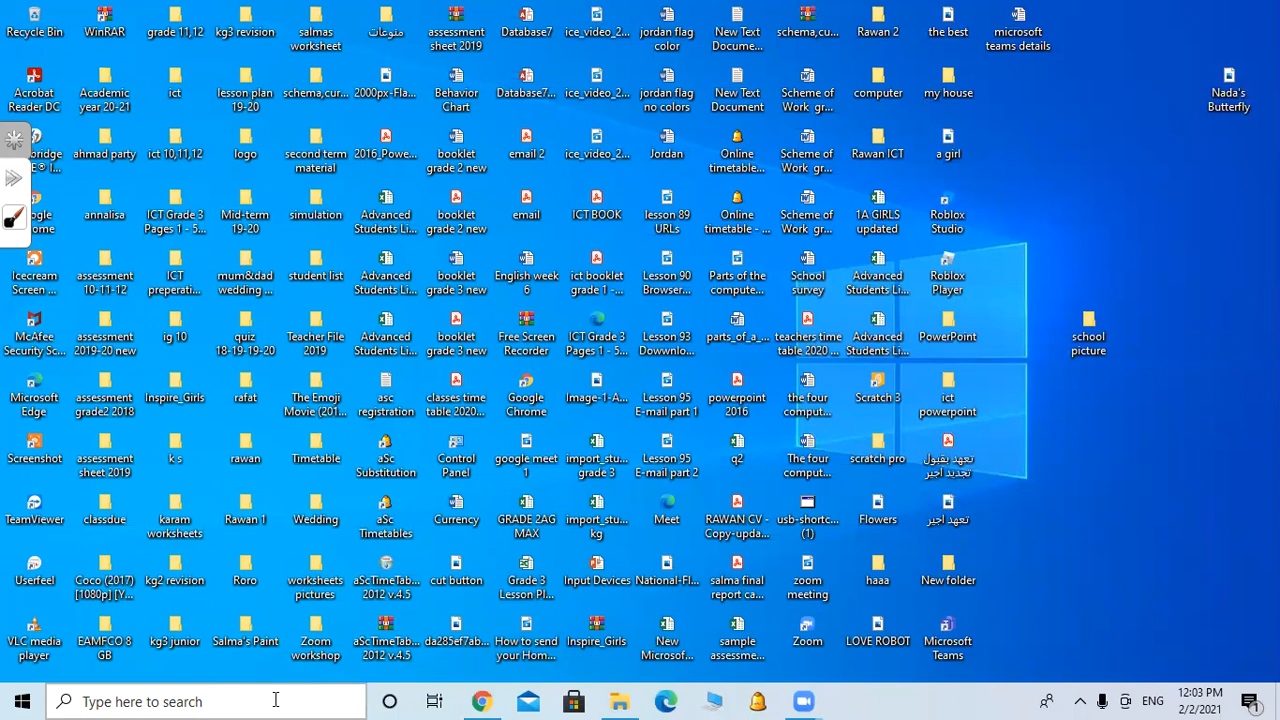 Recycle Bin
WinRAR
grade 11,12
kg3 revision
salmas
worksheet
منوعات
assessment
sheet 2019
Database7
ice_video_2...
jordan flag
color
New Text
Docume...
schema,cur...
Rawan 2
the best
microsoft
teams details
Acrobat
Reader DC
Academic
year 20-21
ict
lesson plan
19-20
schema,cur...
2000px-Fla...
Behavior
Chart
Database7...
ice_video_2...
jordan flag
no colors
New Text
Document
Scheme of
Work gr...
computer
my house
Nada's
Butterfly
ahmad party
ict 10,11,12
logo
second term
material
2016_Powe...
booklet
grade 2 new
email 2
ice_video_2...
Jordan
Online
timetable...
Scheme of
Work gr...
Rawan ICT
a girl
annalisa
ICT Grade 3
Pages 1 - 5...
Mid-term
19-20
simulation
Advanced
Students Li...
booklet
grade 2 new
email
ICT BOOK
lesson 89
URLs
Online
timetable - ...
Scheme of
Work gr...
1A GIRLS
updated
Roblox
Studio
Icecream
Screen ...
assessment
10-11-12
ICT
preperati...
mum&dad
wedding ...
student list
Advanced
Students Li...
booklet
grade 3 new
English week
6
ict booklet
grade 1 -...
Lesson 90
Browser...
Parts of the
compute...
School
survey
Advanced
Students Li...
Roblox
Player
McAfee
Security Sc...
assessment
2019-20 new
ig 10
quiz
18-19-19-20
Teacher File
2019
Advanced
Students Li...
booklet
grade 3 new
Free Screen
Recorder
ICT Grade 3
Pages 1 - 5...
Lesson 93
Dowwnlo...
parts_of_a_...
teachers time
table 2020 ...
Advanced
Students Li...
PowerPoint
school
picture
Microsoft
Edge
assessment
grade2 2018
Inspire_Girls
rafat
The Emoji
Movie (201...
asc
registration
classes time
table 2020...
Google
Chrome
Image-1-A...
Lesson 95
E-mail part 1
powerpoint
2016
the four
comput...
Scratch 3
ict
powerpoint
Screenshot
assessment
sheet 2019
k s
rawan
Timetable
aSc
Substitution
Control
Panel
google meet
1
import_stu...
grade 3
Lesson 95
E-mail part 2
q2
The four
comput...
scratch pro
تعهد بقبول
تجديد اجير
TeamViewer
classdue
karam
worksheets
Rawan 1
Wedding
aSc
Timetables
Currency
GRADE 2AG
MAX
import_stu...
kg
Meet
RAWAN CV -
Copy-upda...
usb-shortc...
(1)
Flowers
تعهد اجير
Userfeel
Coco (2017)
[1080p] [Y...
kg2 revision
Roro
worksheets
pictures
aScTimeTab...
2012 v.4.5
cut button
Grade 3
Lesson Pl...
Input Devices
National-Fl...
salma final
report ca...
zoom
meeting
haaa
New folder
VLC media
player
EAMFCO 8
GB
kg3 junior
Salma's Paint
Zoom
workshop
aScTimeTab...
2012 v.4.5
da285ef7ab...
How to send
your Hom...
Inspire_Girls
New
Microsof...
sample
assessme...
Zoom
LOVE ROBOT
Microsoft
Teams
Type here to search
ENG
12:03 PM
2/2/2021